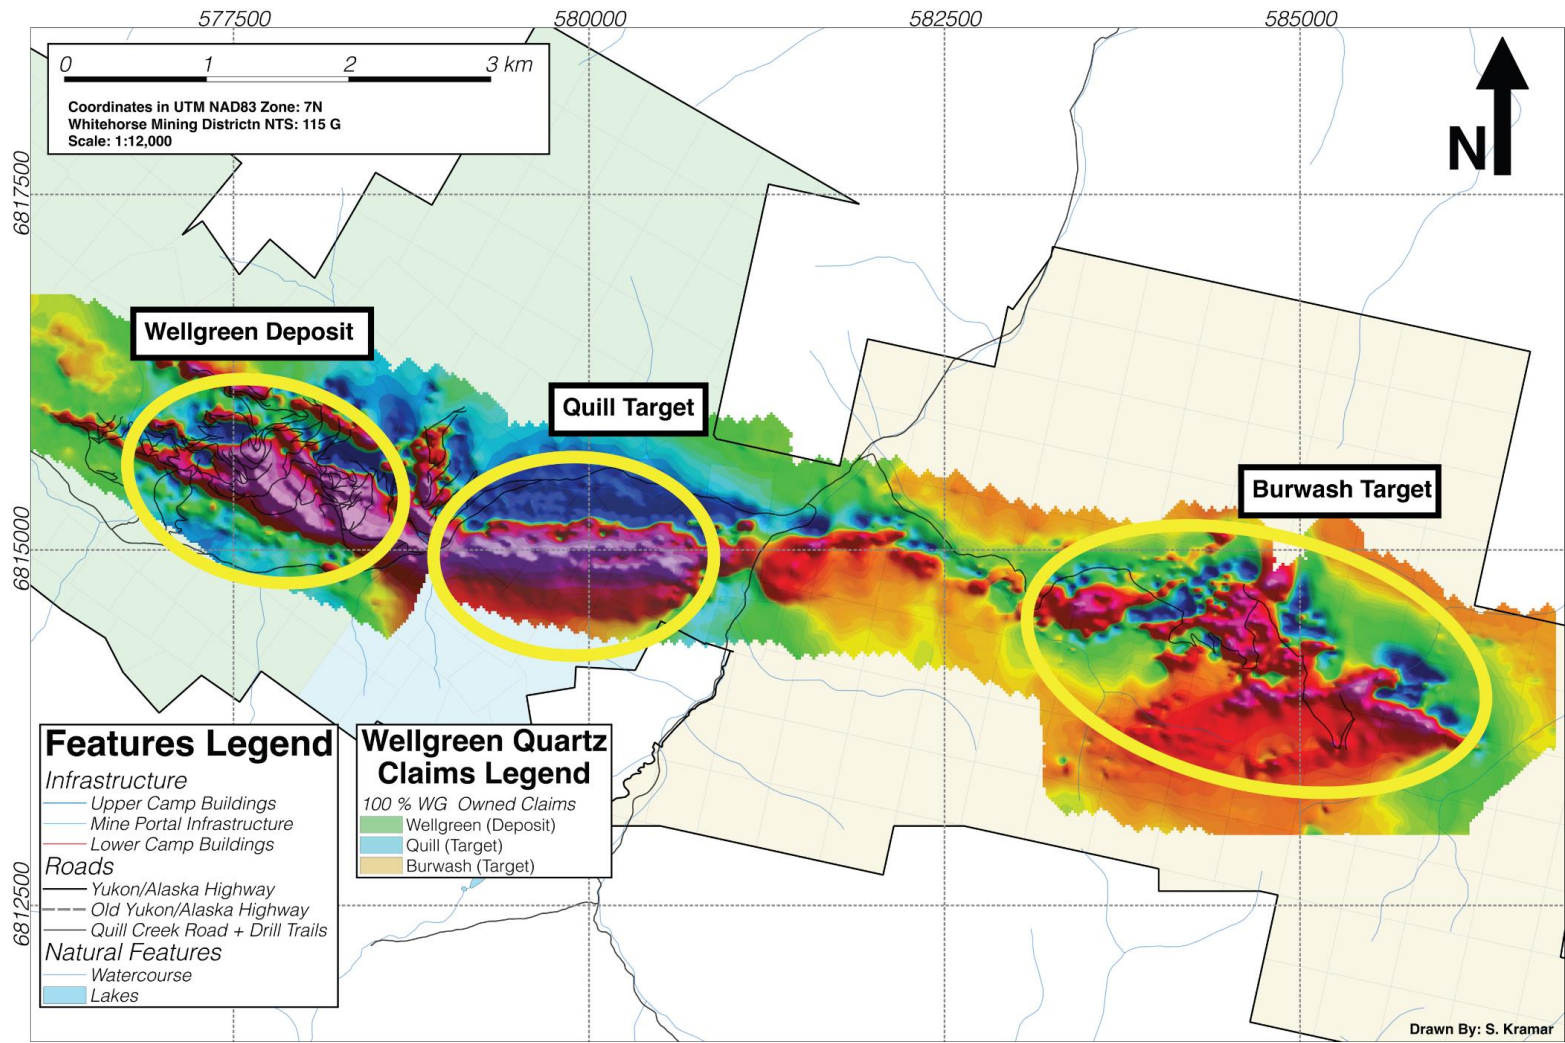 577500
580000
582500
585000
0 1 2 3 km
Coordinates in UTM NAD83 Zone: 7N
Whitehorse Mining Districtn NTS: 115 G
Scale: 1:12,000
N
6817500
6815000
6812500
Wellgreen Deposit
Quill Target
Burwash Target
Features Legend
Infrastructure
Upper Camp Buildings
Mine Portal Infrastructure
Lower Camp Buildings
Roads
Yukon/Alaska Highway
Old Yukon/Alaska Highway
Quill Creek Road + Drill Trails
Natural Features
Watercourse
Lakes
Wellgreen Quartz
Claims Legend
100 % WG Owned Claims
Wellgreen (Deposit)
Quill (Target)
Burwash (Target)
Drawn By: S. Kramar